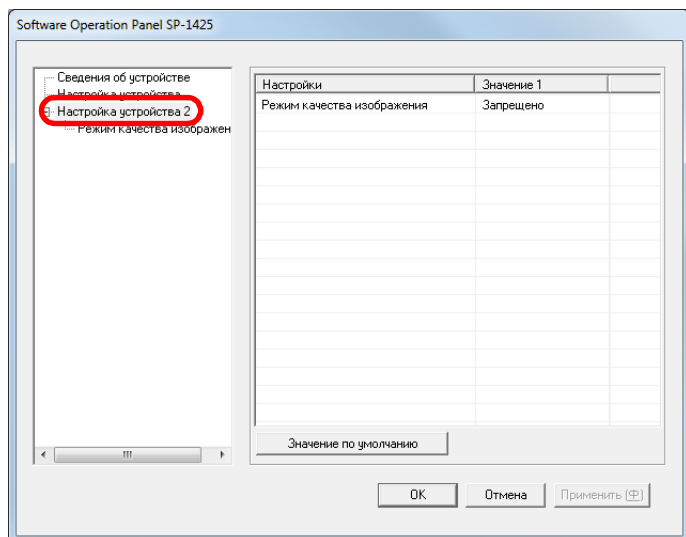 Software Operation Panel SP-1425
Сведения об устройстве
Настройка устройства
Настройка устройства 2
Режим качества изображен
Настройки Значение 1
Режим качества изображения Запрещено
Значение по умолчанию
OK Отмена Применить (中)